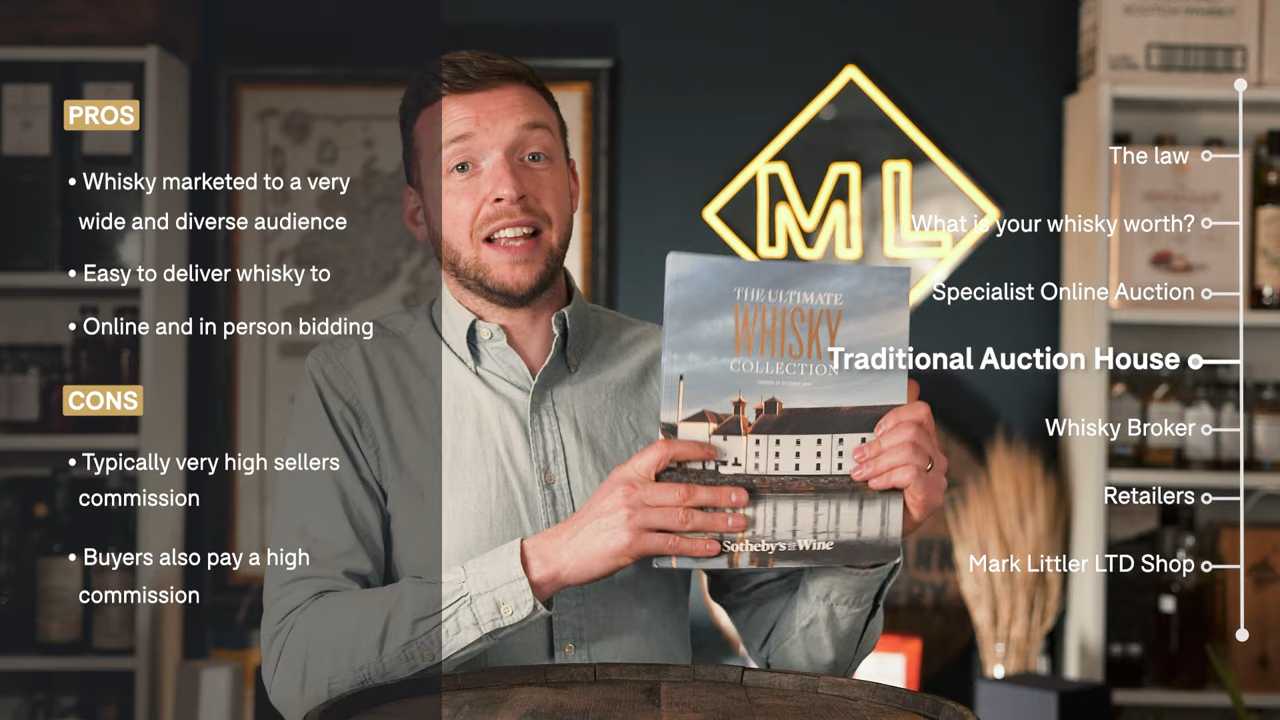 PROS
• Whisky marketed to a very
wide and diverse audience
• Easy to deliver whisky to
• Online and in person bidding
CONS
• Typically very high sellers
commission
• Buyers also pay a high
commission
ML
THE ULTIMATE
WHISKY
COLLECTION
Sotheby's Wine
SCOTCH WHISKY
The law
What is your whisky worth?
Specialist Online Auction
Traditional Auction House
Whisky Broker
Retailers
Mark Littler LTD Shop